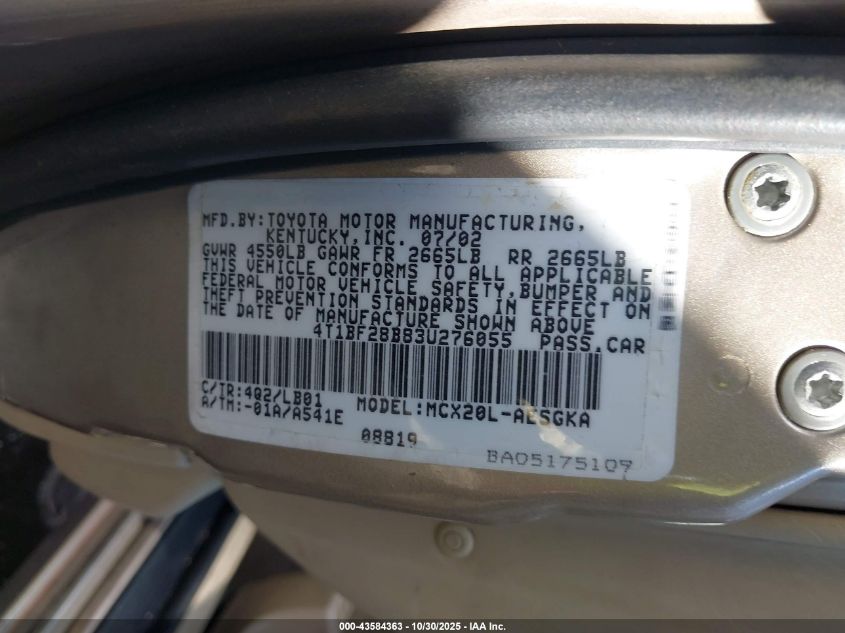 MFD.BY:TOYOTA MOTOR MANUFACTURING,
KENTUCKY,INC. 07/02
GVWR 4550LB GAWR FR 2665LB RR 2665LB
THIS VEHICLE CONFORMS TO ALL APPLICABLE
FEDERAL MOTOR VEHICLE SAFETY,BUMPER AND
THEFT PREVENTION STANDARDS IN EFFECT ON
THE DATE OF MANUFACTURE SHOWN ABOVE
4T1BF28B83U276055 PASS.CAR
C/TR:4Q2/LB01
A/TM:-01A/A541E MODEL:MCX20L-AESGKA
08819
BA05175109
000-43584363 - 10/30/2025 - IAA Inc.